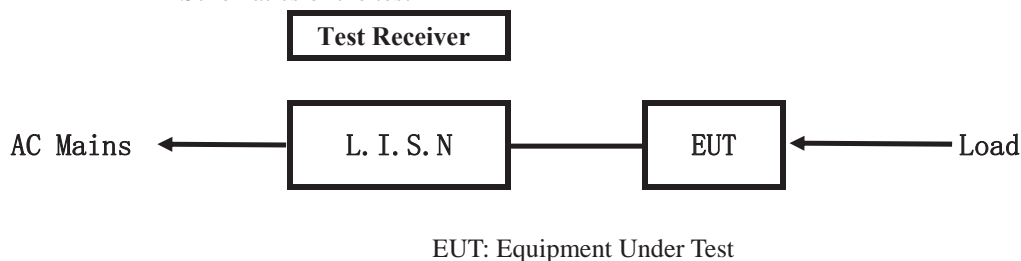 Test Receiver
AC Mains L.I.S.N EUT Load
EUT: Equipment Under Test